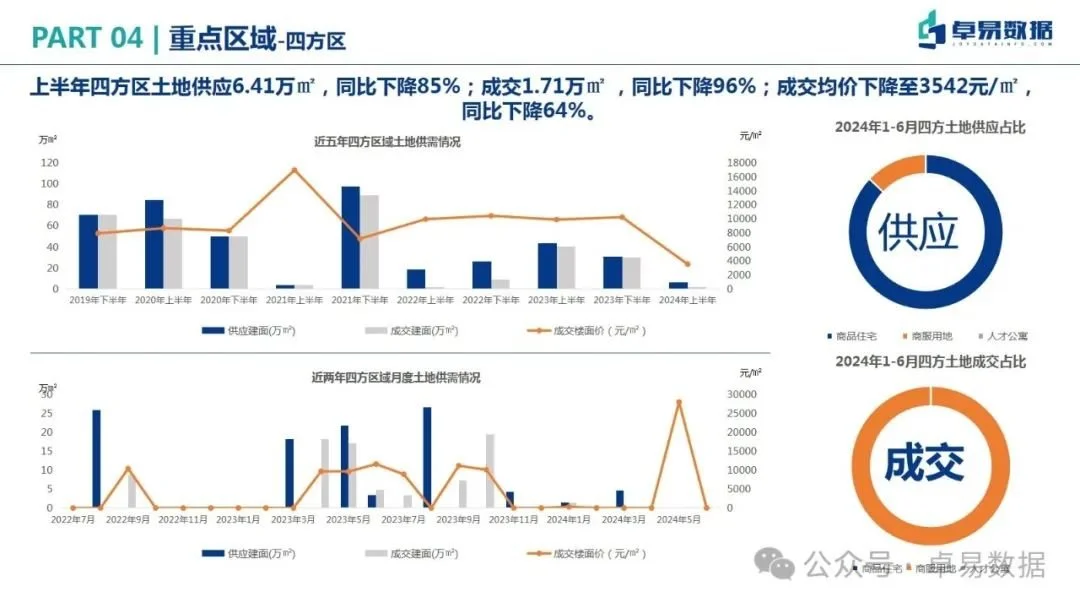 PART 04 | 重点区域-四方区
卓易数据
JOYDATAINFO.COM
上半年四方区土地供应6.41万㎡，同比下降85%；成交1.71万㎡，同比下降96%；成交均价下降至3542元/㎡，
同比下降64%。
万㎡ 近五年四方区域土地供需情况 元/㎡
120 18000
100 16000
80 14000
60 12000
40 10000
20 8000
0 6000
4000
2000
0
2019年下半年 2020年上半年 2020年下半年 2021年上半年 2021年下半年 2022年上半年 2022年下半年 2023年上半年 2023年下半年 2024年上半年
供应建面(万㎡) 成交建面(万㎡) 成交楼面价（元/㎡）
2024年1-6月四方土地供应占比
供应
商品住宅 商服用地 人才公寓
万㎡ 近两年四方区域月度土地供需情况 元/㎡
30 30000
25 25000
20 20000
15 15000
10 10000
5 5000
0 0
2022年7月 2022年9月 2022年11月 2023年1月 2023年3月 2023年5月 2023年7月 2023年9月 2023年11月 2024年1月 2024年3月 2024年5月
供应建面(万㎡) 成交建面(万㎡) 成交楼面价（元/㎡）
2024年1-6月四方土地成交占比
成交
商品住宅 商服用地 人才公寓
公众号 · 卓易数据